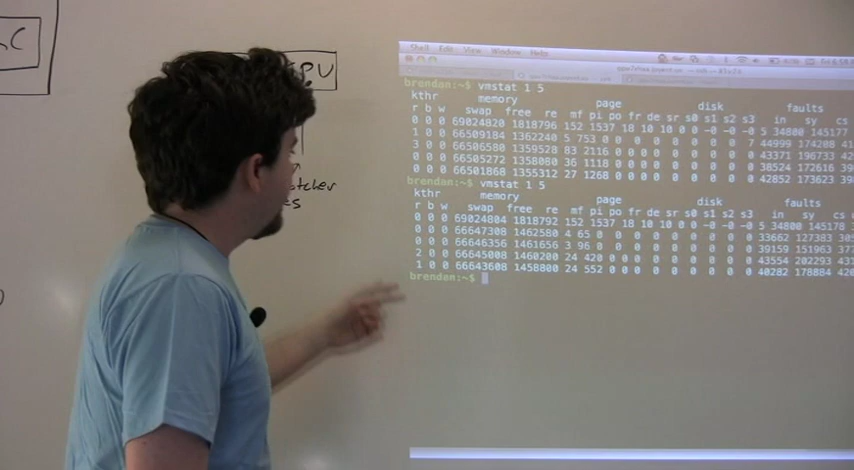 C
CPU
Shell Edit View Window Help
brendan:~$ vmstat 1 5
kthr memory page disk faults
r b w swap free re mf pi po fr de sr s0 s1 s2 s3 in sy cs
0 0 0 69024820 1818796 152 1537 18 10 10 0 0 -0 -0 -0 5 34800 145177
1 0 0 66509184 1362240 5 753 0 0 0 0 0 0 0 0 7 44999 174208 41
3 0 0 66506580 1359528 83 2116 0 0 0 0 0 0 0 0 0 43371 196733 42
0 0 0 66505272 1358080 36 1118 0 0 0 0 0 0 0 0 0 38524 172616 39
0 0 0 66501868 1355312 27 1268 0 0 0 0 0 0 0 0 0 42852 173623 39
brendan:~$ vmstat 1 5
kthr memory page disk faults
r b w swap free re mf pi po fr de sr s0 s1 s2 s3 in sy cs
0 0 0 69024804 1818792 152 1537 18 10 10 0 0 -0 -0 -0 5 34800 145178
0 0 0 66647308 1462580 4 65 0 0 0 0 0 0 0 0 0 33662 127383 305
0 0 0 66646356 1461656 3 96 0 0 0 0 0 0 0 0 0 39159 151963 373
2 0 0 66645008 1460200 24 420 0 0 0 0 0 0 0 0 0 43554 202293 431
1 0 0 66643608 1458800 24 552 0 0 0 0 0 0 0 0 0 40282 178884 420
brendan:~$